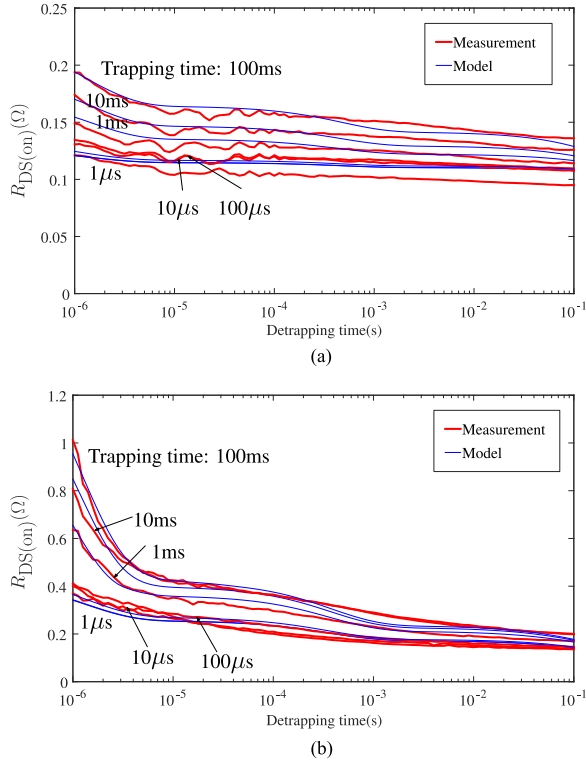 0.25
Measurement
Model
Trapping time: 100ms
0.2
10ms
0.15
1ms
0.1
1μs
10μs
100μs
0.05
0
R_DS(on)(Ω)
10^-6 10^-5 10^-4 10^-3 10^-2 10^-1
Detrapping time(s)
(a)
1.2
Measurement
Model
1
Trapping time: 100ms
0.8
10ms
0.6
1ms
0.4
1μs
10μs
100μs
0.2
0
R_DS(on)(Ω)
10^-6 10^-5 10^-4 10^-3 10^-2 10^-1
Detrapping time(s)
(b)